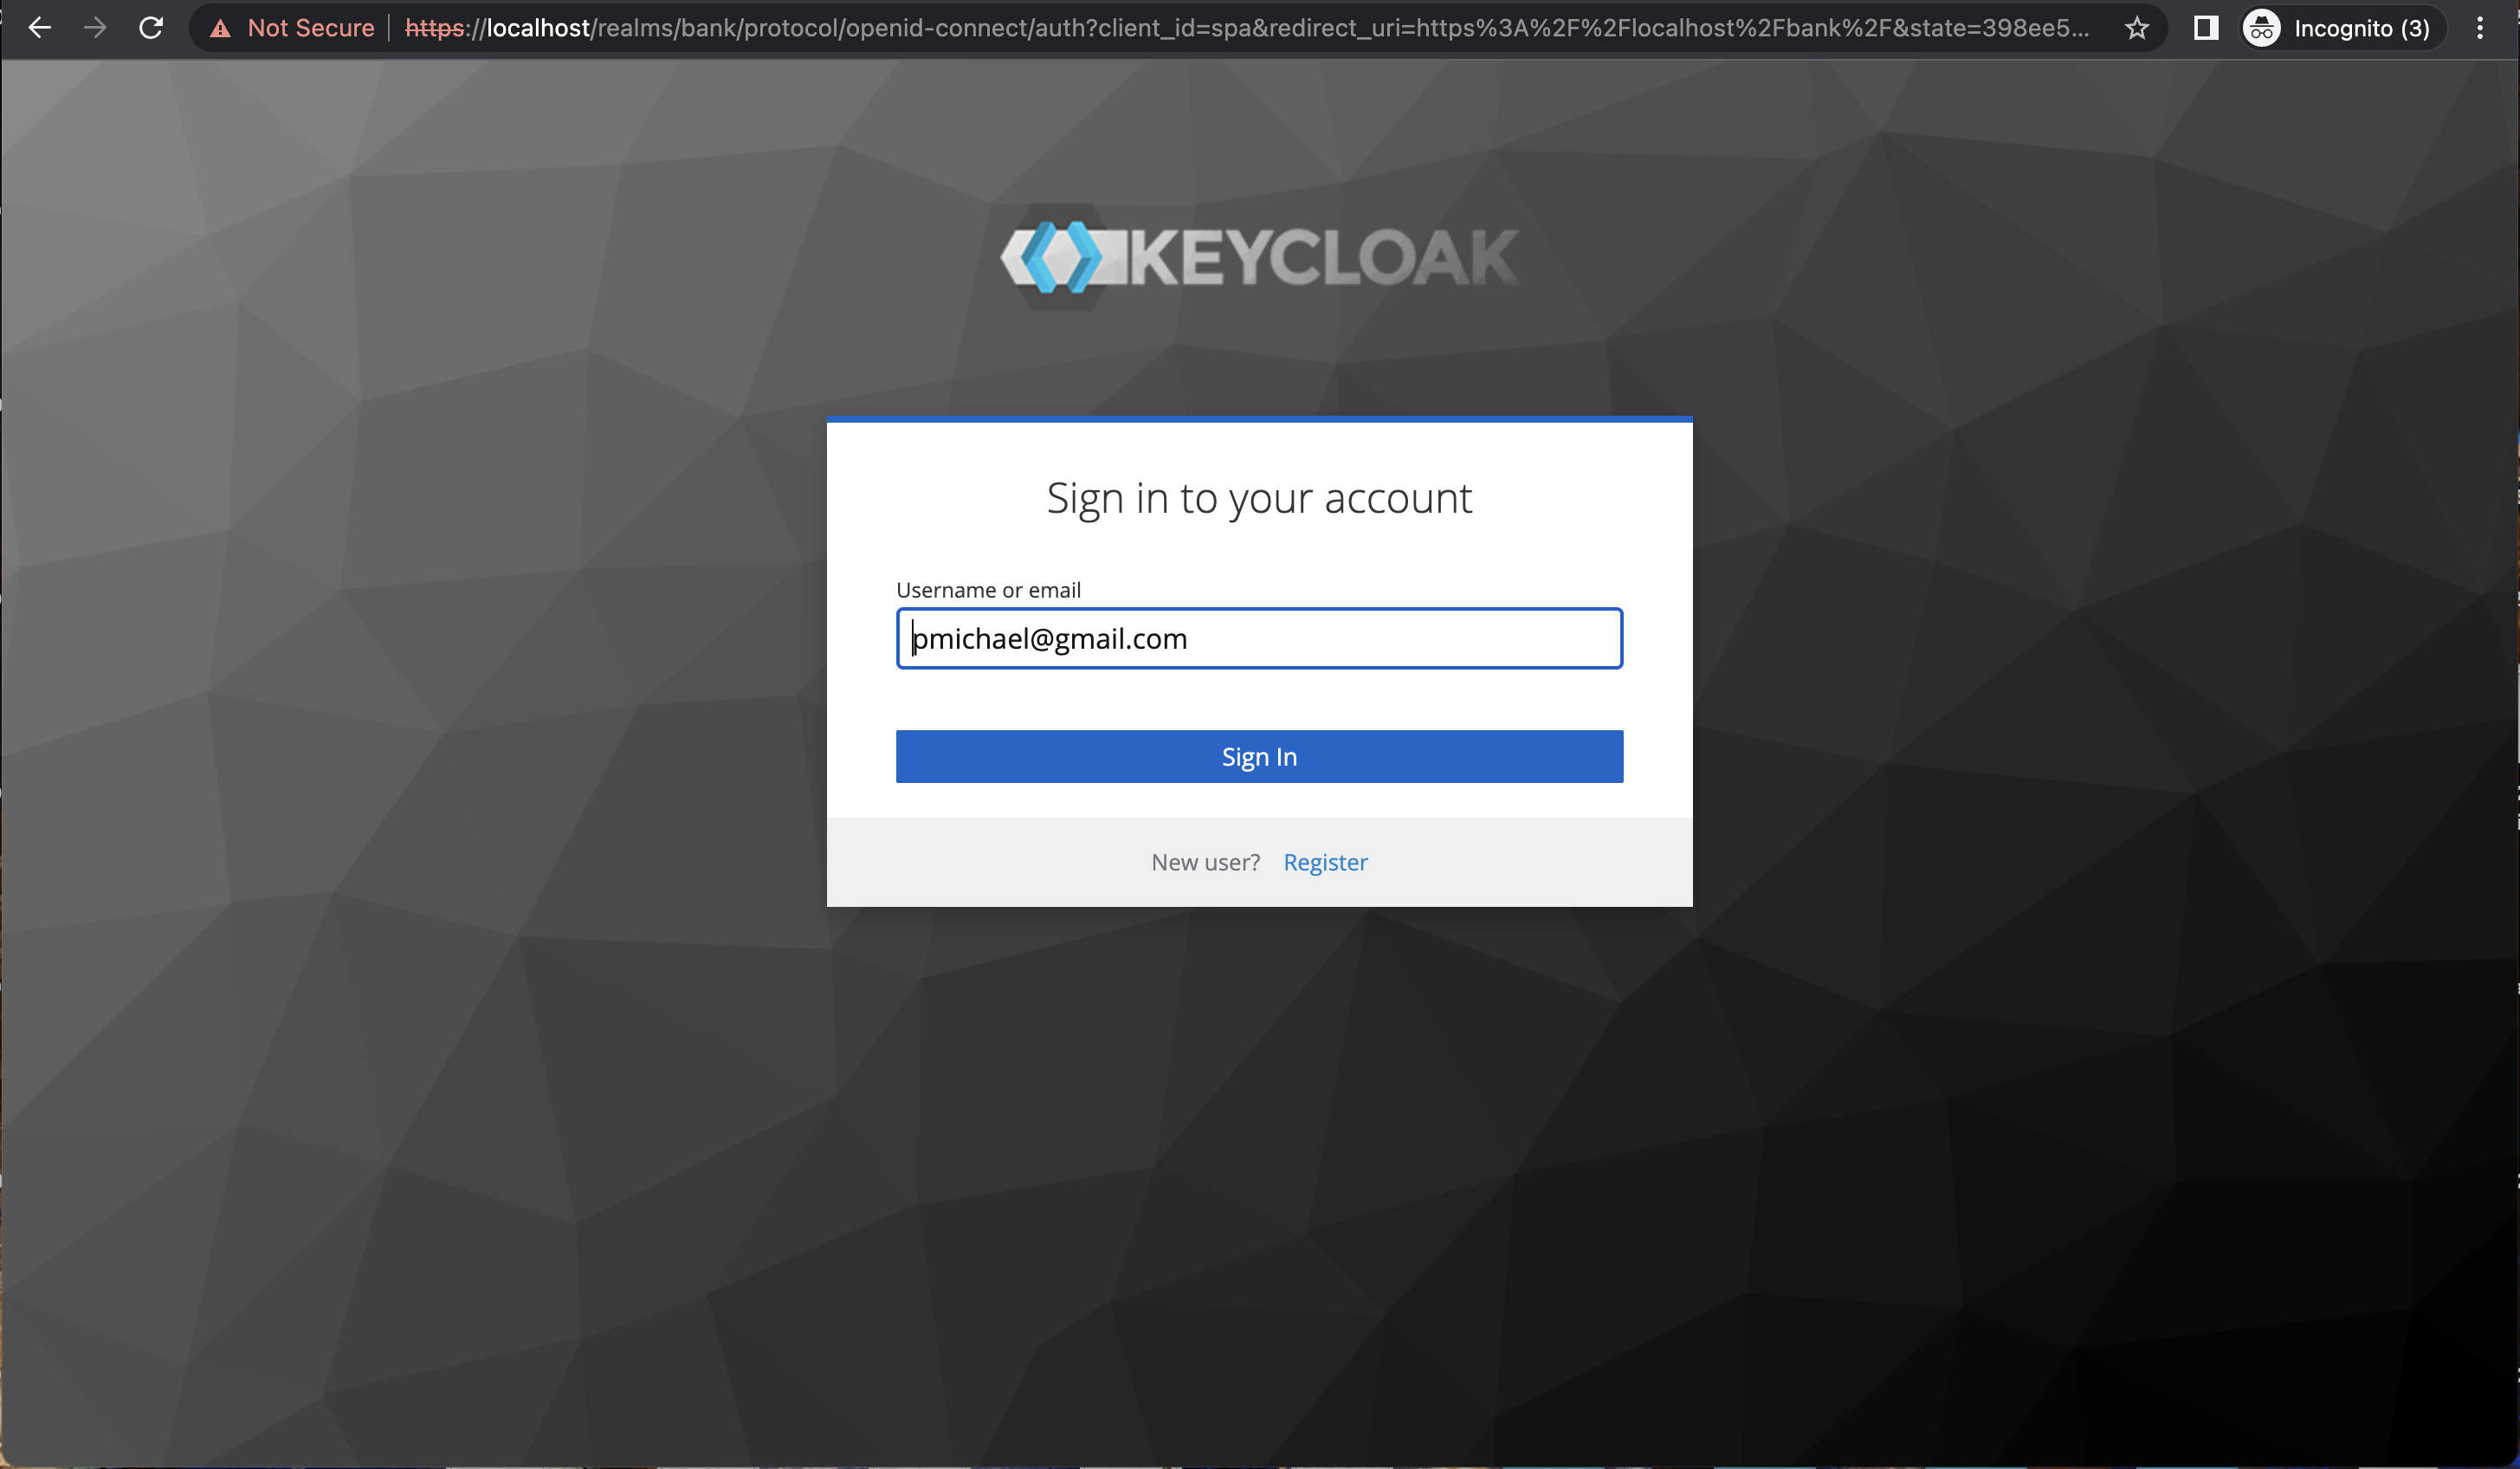 Not Secure https://localhost/realms/bank/protocol/openid-connect/auth?client_id=spa&redirect_uri=https%3A%2F%2Flocalhost%2Fbank%2F&state=398ee5... Incognito (3)
KEYCLOAK
Sign in to your account
Username or email
pmichael@gmail.com
Sign In
New user? Register